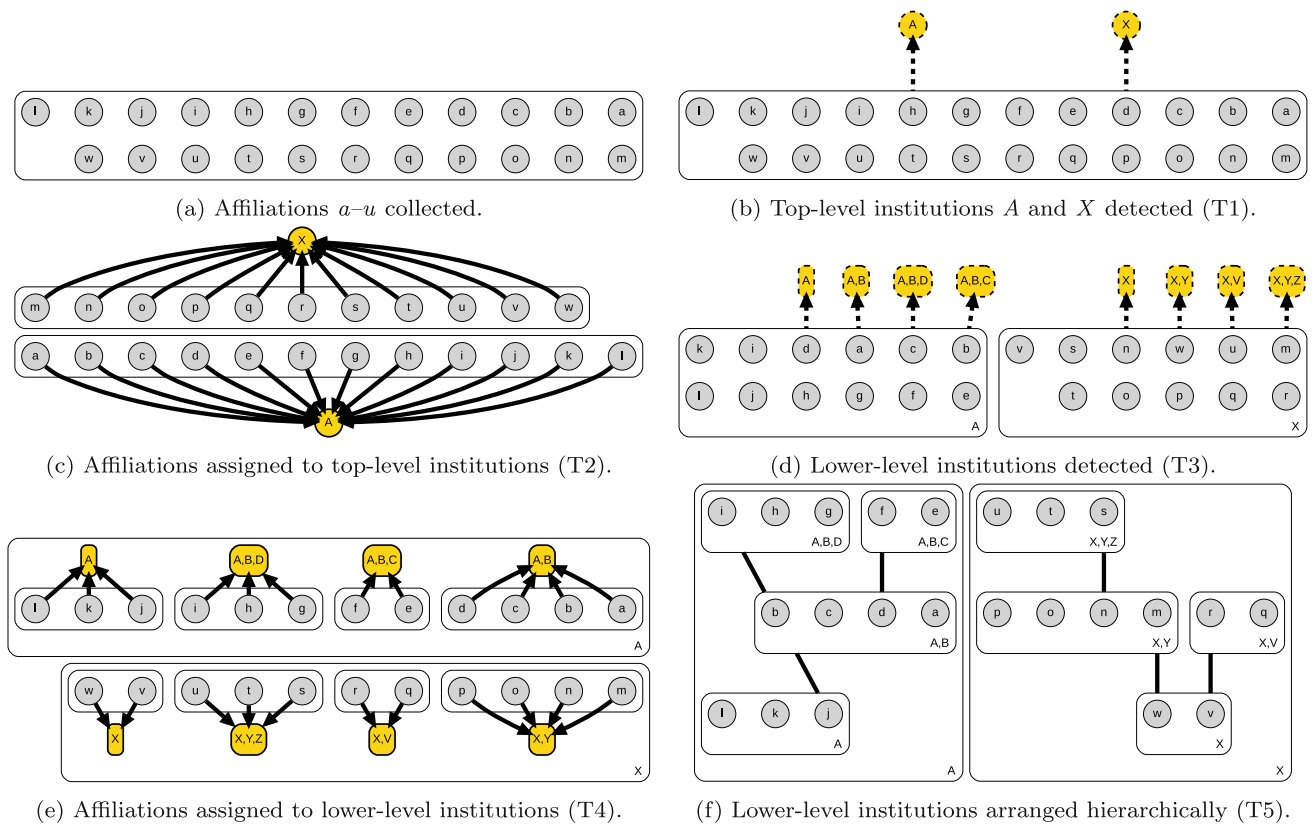 l k j i h g f e d c b a
w v u t s r q p o n m
(a) Affiliations a–u collected.
A X
l k j i h g f e d c b a
w v u t s r q p o n m
(b) Top-level institutions A and X detected (T1).
X
m n o p q r s t u v w
a b c d e f g h i j k l
A
(c) Affiliations assigned to top-level institutions (T2).
A A,B A,B,D A,B,C X X,Y X,V X,Y,Z
k i d a c b v s n w u m
l j h g f e t o p q r
A X
(d) Lower-level institutions detected (T3).
A A,B,D A,B,C A,B
l k j i h g f e d c b a
A
w v u t s r q p o n m
X X,Y,Z X,V X,Y
X
(e) Affiliations assigned to lower-level institutions (T4).
i h g f e u t s
A,B,D A,B,C X,Y,Z
b c d a p o n m r q
A,B X,Y X,V
l k j w v
A X
A X
(f) Lower-level institutions arranged hierarchically (T5).